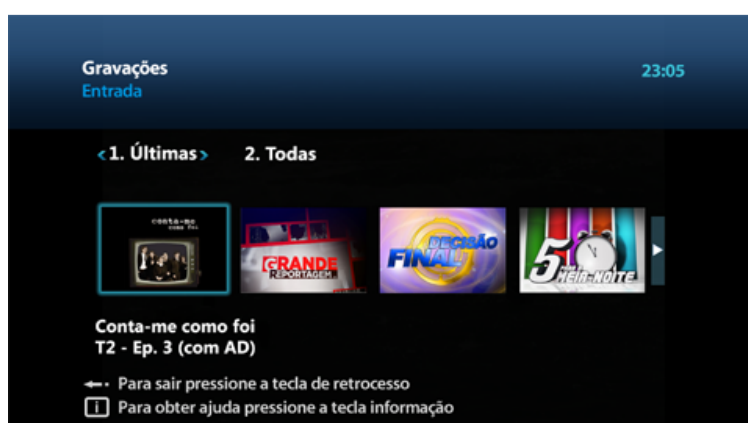 Gravações
23:05
Entrada
‹1. Últimas›
2. Todas
conta-me
como foi
GRANDE
REPORTAGEM
DECISÃO
FINAL
5 PARA
MEIA-NOITE
Conta-me como foi
T2 - Ep. 3 (com AD)
Para sair pressione a tecla de retrocesso
i Para obter ajuda pressione a tecla informação